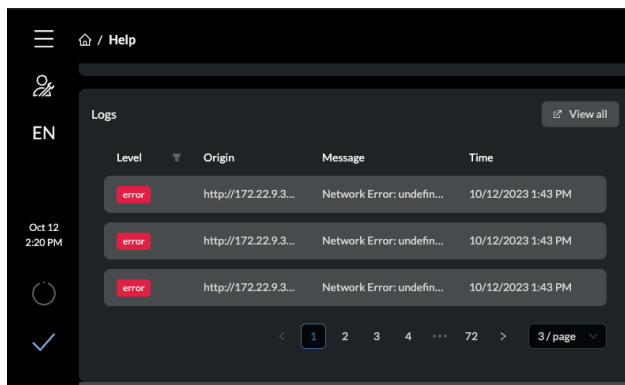 / Help
Logs
View all
EN
Level Origin Message Time
error http://172.22.9.3... Network Error: undefin... 10/12/2023 1:43 PM
error http://172.22.9.3... Network Error: undefin... 10/12/2023 1:43 PM
Oct 12
2:20 PM
error http://172.22.9.3... Network Error: undefin... 10/12/2023 1:43 PM
< 1 2 3 4 ••• 72 > 3 / page